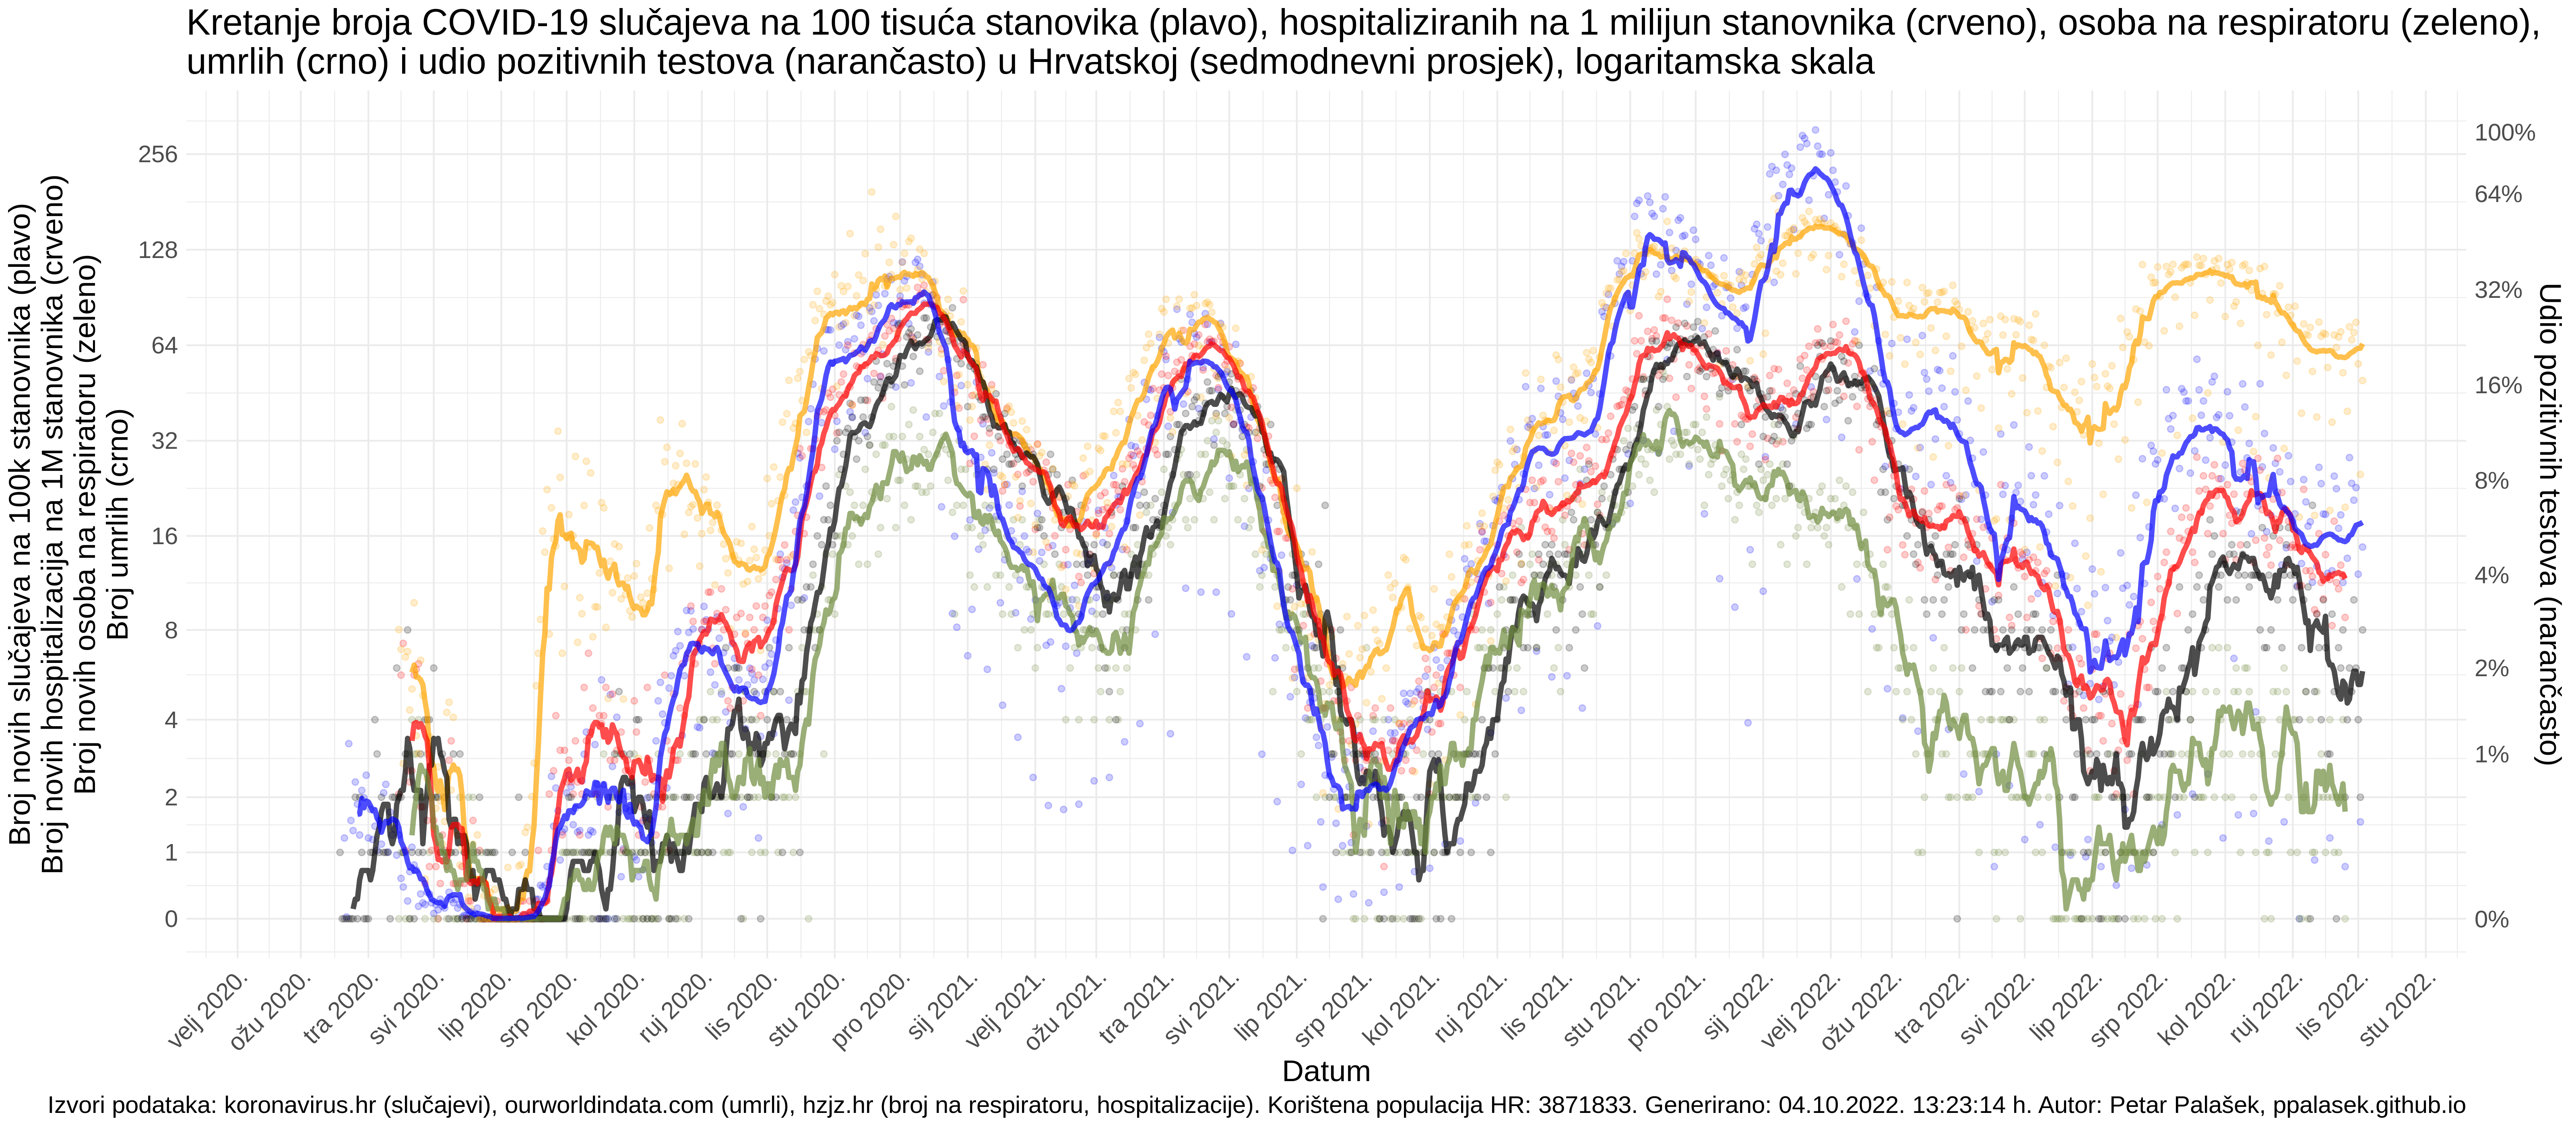 Kretanje broja COVID-19 slučajeva na 100 tisuća stanovika (plavo), hospitaliziranih na 1 milijun stanovnika (crveno), osoba na respiratoru (zeleno),
umrlih (crno) i udio pozitivnih testova (narančasto) u Hrvatskoj (sedmodnevni prosjek), logaritamska skala
Broj novih slučajeva na 100k stanovnika (plavo)
Broj novih hospitalizacija na 1M stanovnika (crveno)
Broj novih osoba na respiratoru (zeleno)
Broj umrlih (crno)
256
128
64
32
16
8
4
2
1
0
100%
64%
32%
16%
8%
4%
2%
1%
0%
Udio pozitivnih testova (narančasto)
velj 2020.
ožu 2020.
tra 2020.
svi 2020.
lip 2020.
srp 2020.
kol 2020.
ruj 2020.
lis 2020.
stu 2020.
pro 2020.
sij 2021.
velj 2021.
ožu 2021.
tra 2021.
svi 2021.
lip 2021.
srp 2021.
kol 2021.
ruj 2021.
lis 2021.
stu 2021.
pro 2021.
sij 2022.
velj 2022.
ožu 2022.
tra 2022.
svi 2022.
lip 2022.
srp 2022.
kol 2022.
ruj 2022.
lis 2022.
stu 2022.
Datum
Izvori podataka: koronavirus.hr (slučajevi), ourworldindata.com (umrli), hzjz.hr (broj na respiratoru, hospitalizacije). Korištena populacija HR: 3871833. Generirano: 04.10.2022. 13:23:14 h. Autor: Petar Palašek, ppalasek.github.io